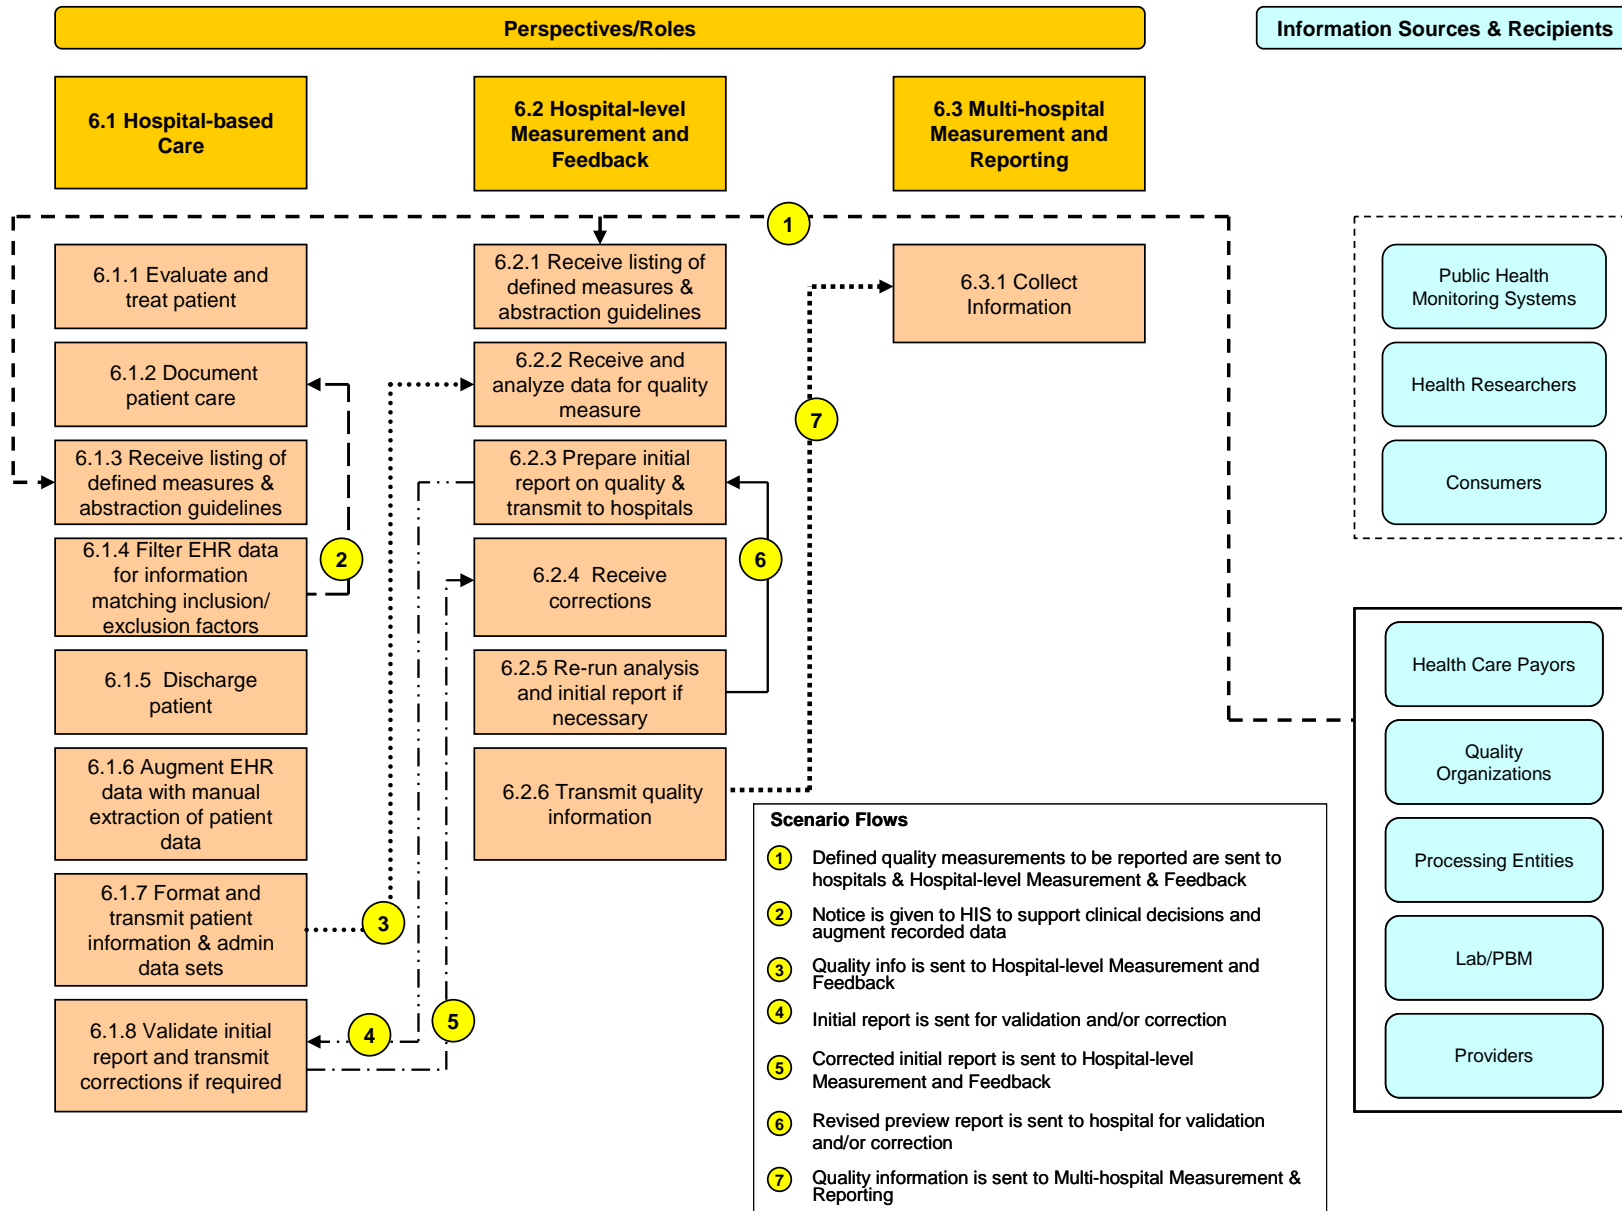 Perspectives/Roles
Information Sources & Recipients
6.1 Hospital-based
Care
6.2 Hospital-level
Measurement and
Feedback
6.3 Multi-hospital
Measurement and
Reporting
1
6.1.1 Evaluate and
treat patient
6.1.2 Document
patient care
6.1.3 Receive listing of
defined measures &
abstraction guidelines
6.1.4 Filter EHR data
for information
matching inclusion/
exclusion factors
6.1.5  Discharge
patient
6.1.6 Augment EHR
data with manual
extraction of patient
data
6.1.7 Format and
transmit patient
information & admin
data sets
6.1.8 Validate initial
report and transmit
corrections if required
2
3
4
5
6.2.1 Receive listing of
defined measures &
abstraction guidelines
6.2.2 Receive and
analyze data for quality
measure
6.2.3 Prepare initial
report on quality &
transmit to hospitals
6.2.4  Receive
corrections
6.2.5 Re-run analysis
and initial report if
necessary
6.2.6 Transmit quality
information
6
7
6.3.1 Collect
Information
Public Health
Monitoring Systems
Health Researchers
Consumers
Health Care Payors
Quality
Organizations
Processing Entities
Lab/PBM
Providers
Scenario Flows
1 Defined quality measurements to be reported are sent to
hospitals & Hospital-level Measurement & Feedback
2 Notice is given to HIS to support clinical decisions and
augment recorded data
3 Quality info is sent to Hospital-level Measurement and
Feedback
4 Initial report is sent for validation and/or correction
5 Corrected initial report is sent to Hospital-level
Measurement and Feedback
6 Revised preview report is sent to hospital for validation
and/or correction
7 Quality information is sent to Multi-hospital Measurement &
Reporting